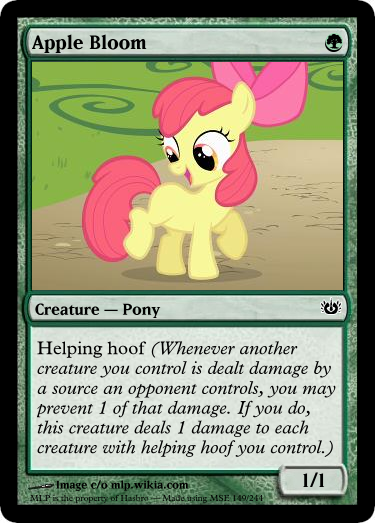 Apple Bloom
Creature — Pony
Helping hoof (Whenever another
creature you control is dealt damage by
a source an opponent controls, you may
prevent 1 of that damage. If you do,
this creature deals 1 damage to each
creature with helping hoof you control.)
1/1
Image c/o mlp.wikia.com
MLP is the property of Hasbro — Made using MSE 149/244